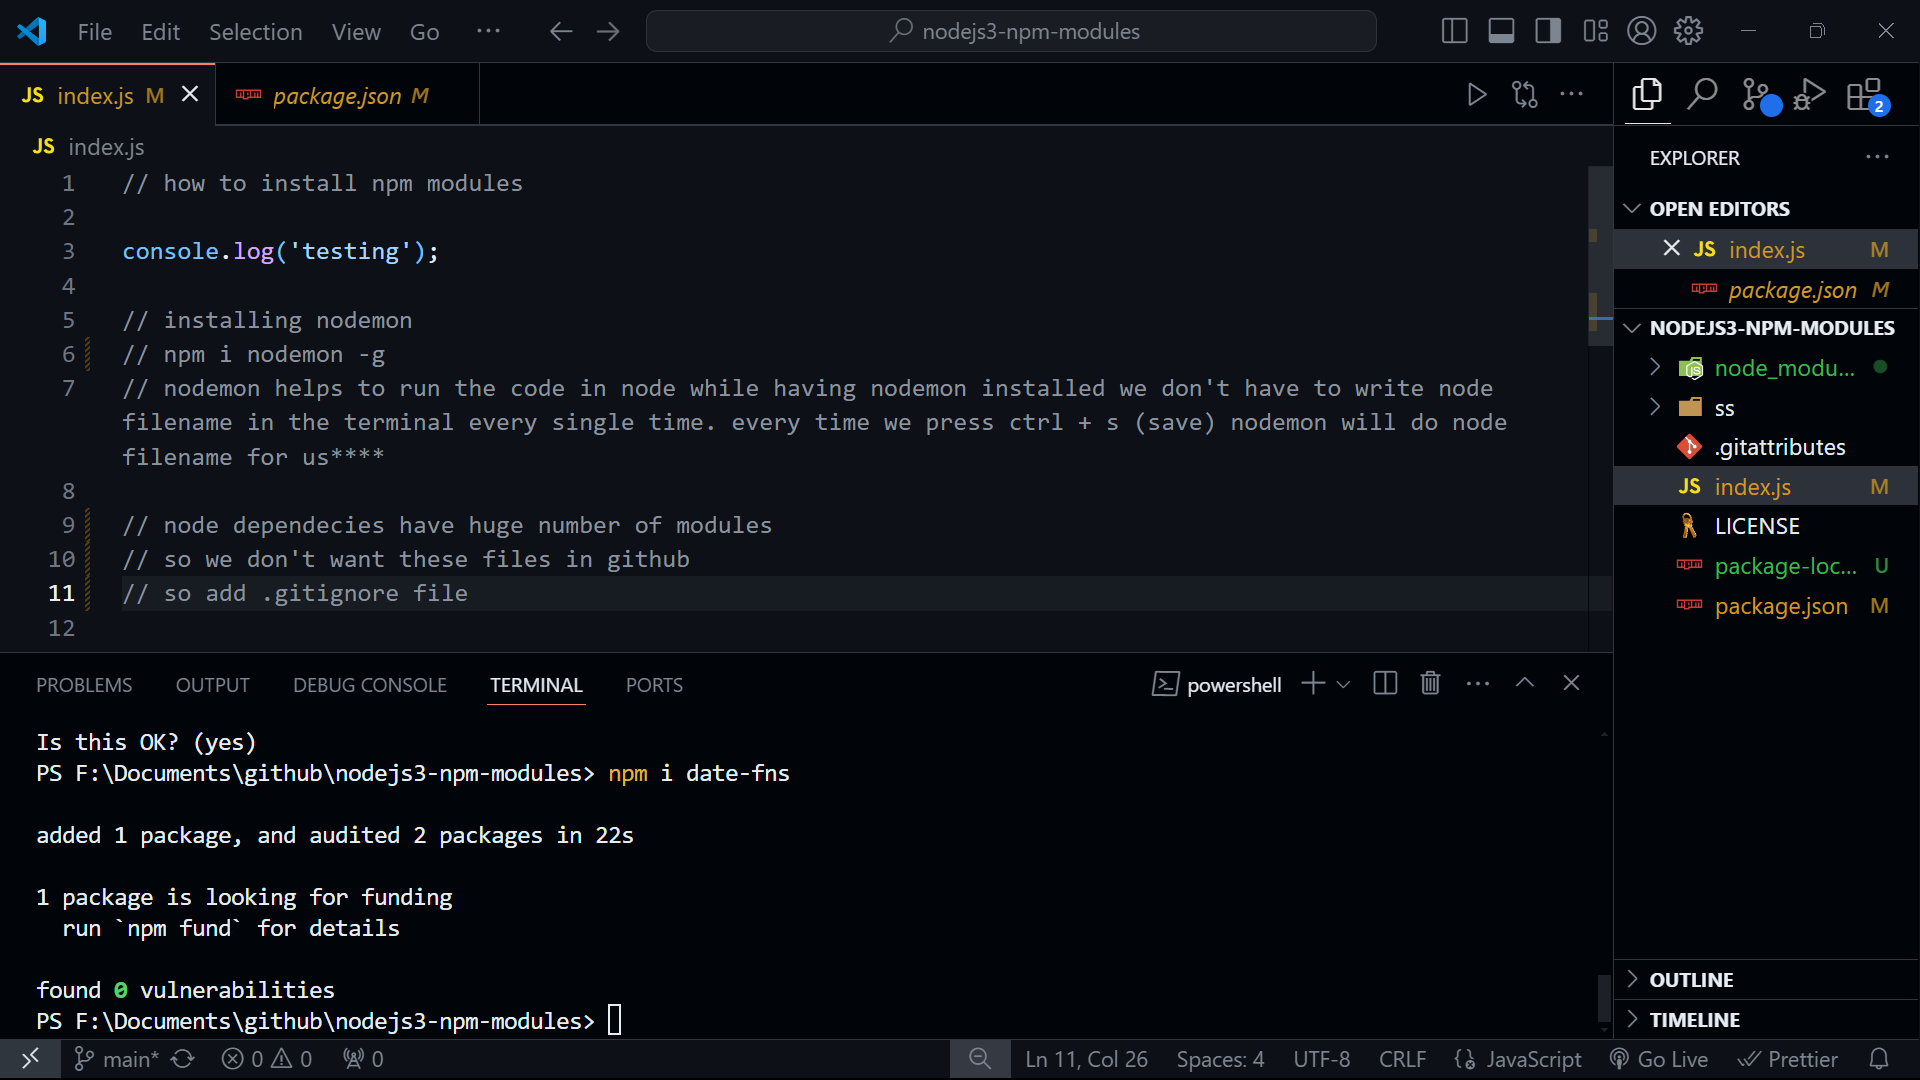 File Edit Selection View Go ··· nodejs3-npm-modules
JS index.js M package.json M
JS index.js
1 // how to install npm modules
2
3 console.log('testing');
4
5 // installing nodemon
6 // npm i nodemon -g
7 // nodemon helps to run the code in node while having nodemon installed we don't have to write node
filename in the terminal every single time. every time we press ctrl + s (save) nodemon will do node
filename for us****
8
9 // node dependecies have huge number of modules
10 // so we don't want these files in github
11 // so add .gitignore file
12
PROBLEMS OUTPUT DEBUG CONSOLE TERMINAL PORTS powershell
Is this OK? (yes)
PS F:\Documents\github\nodejs3-npm-modules> npm i date-fns
added 1 package, and audited 2 packages in 22s
1 package is looking for funding
run `npm fund` for details
found 0 vulnerabilities
PS F:\Documents\github\nodejs3-npm-modules>
2
EXPLORER
OPEN EDITORS
JS index.js M
package.json M
NODEJS3-NPM-MODULES
node_modu...
ss
.gitattributes
JS index.js M
LICENSE
package-loc... U
package.json M
OUTLINE
TIMELINE
main* 0 0 0 Ln 11, Col 26 Spaces: 4 UTF-8 CRLF JavaScript Go Live Prettier